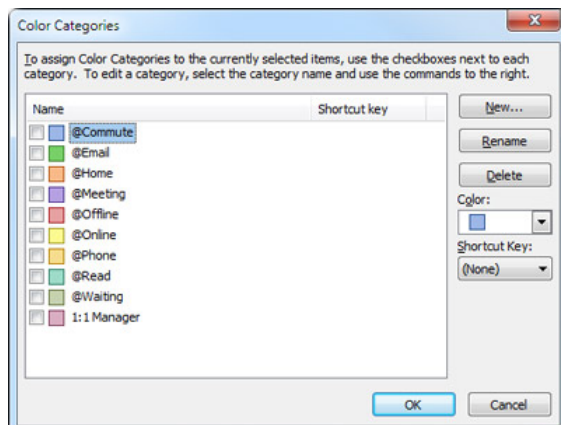 Color Categories
To assign Color Categories to the currently selected items, use the checkboxes next to each
category. To edit a category, select the category name and use the commands to the right.
Name Shortcut key
@Commute
@Email
@Home
@Meeting
@Offline
@Online
@Phone
@Read
@Waiting
1:1 Manager
New...
Rename
Delete
Color:
Shortcut Key:
(None)
OK Cancel